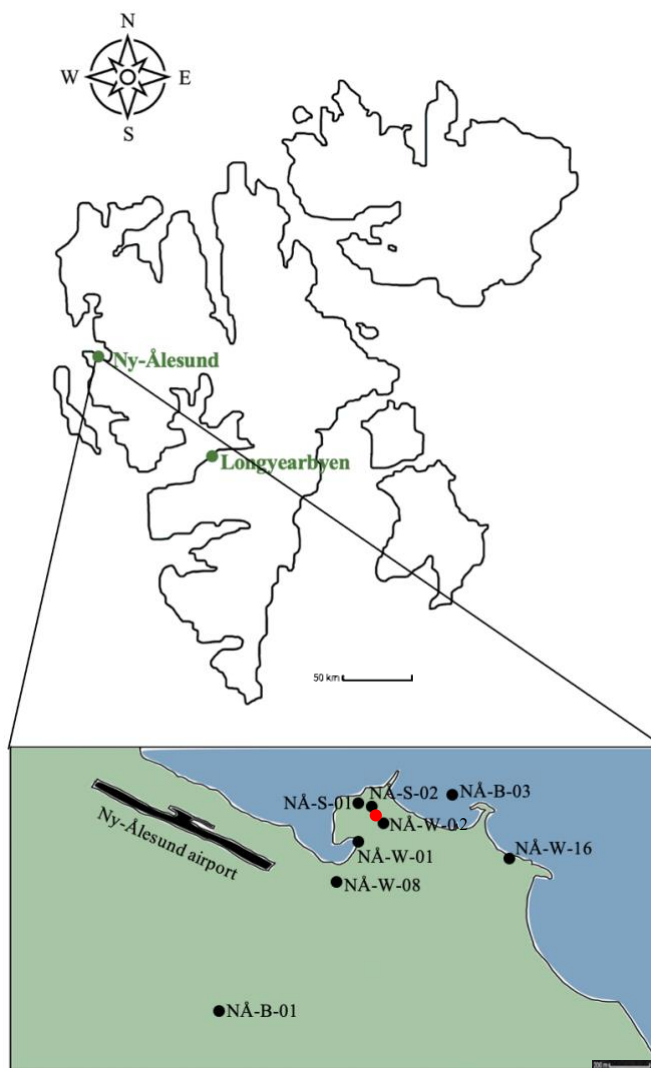 N
W E
S
Ny-Ålesund
Longyearbyen
50 km
Ny-Ålesund airport
NÅ-S-01
NÅ-S-02
NÅ-B-03
NÅ-W-02
NÅ-W-01
NÅ-W-16
NÅ-W-08
NÅ-B-01